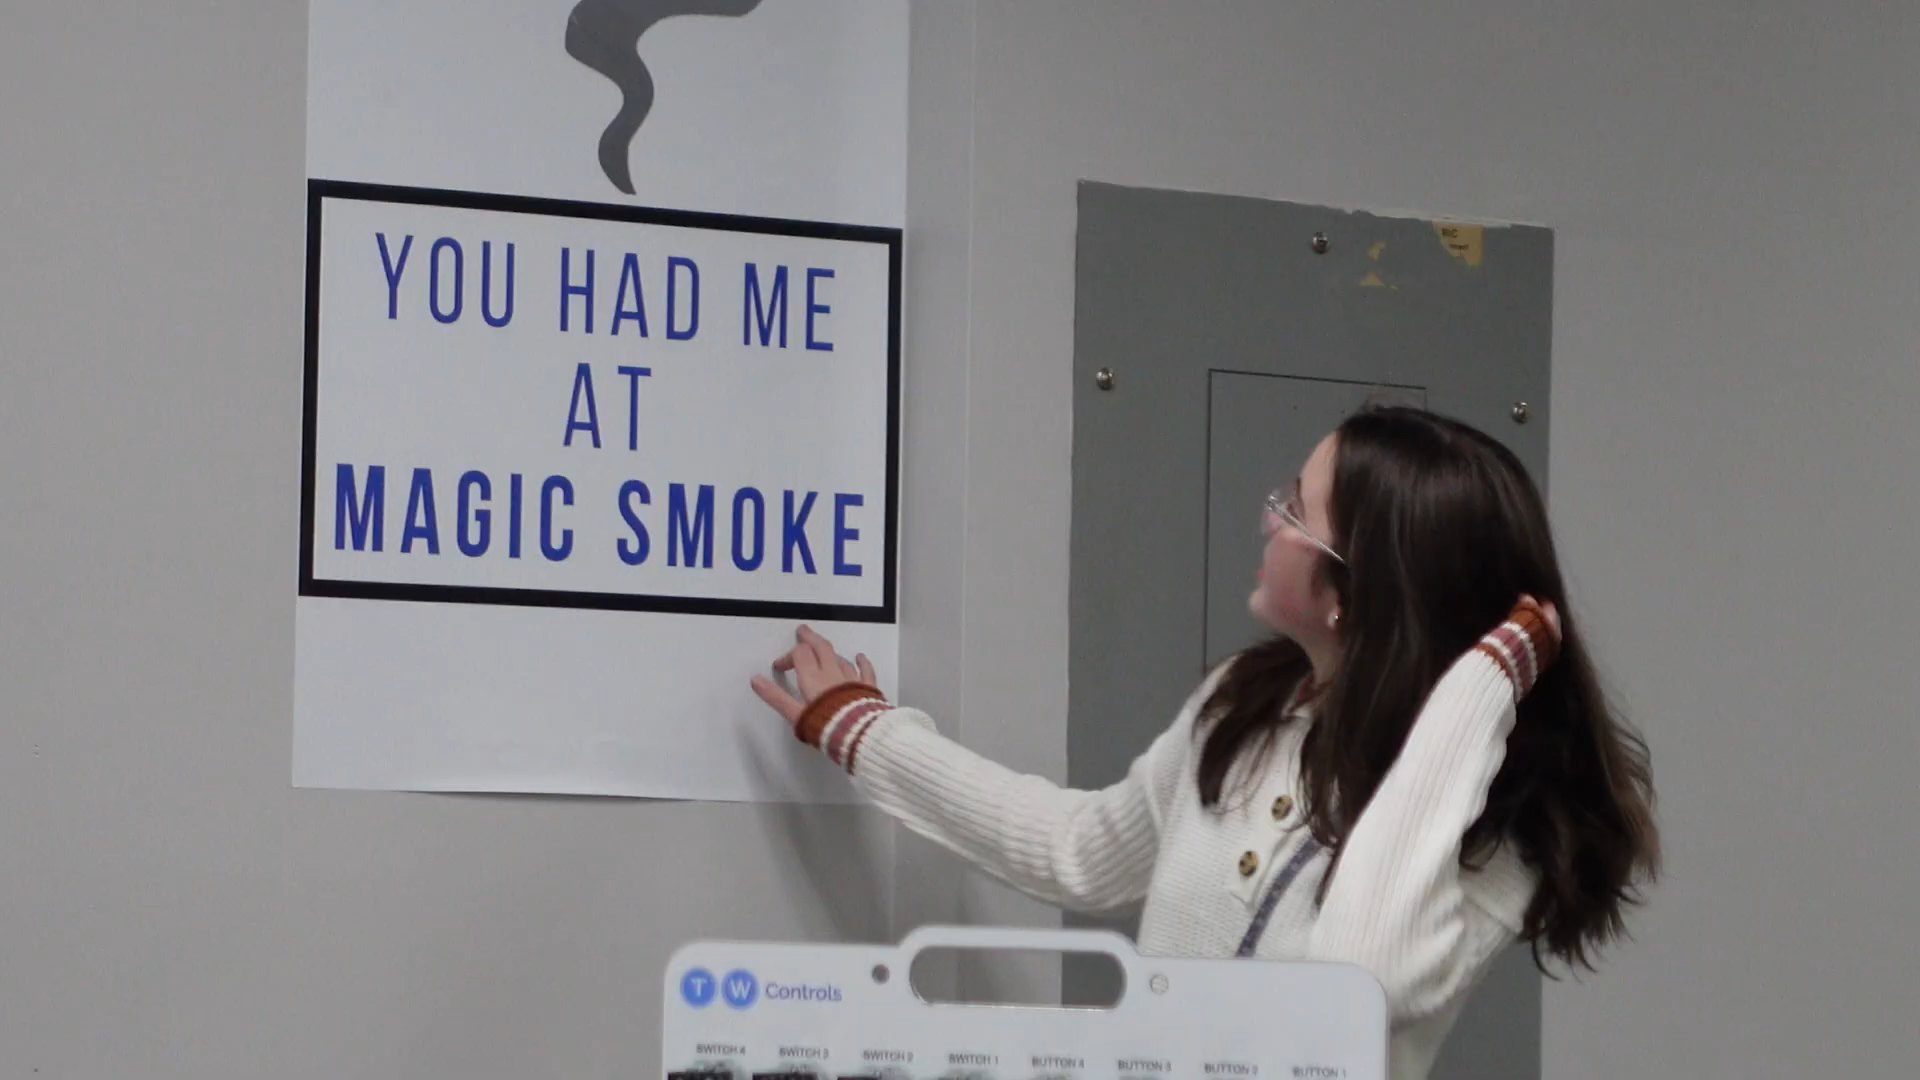 YOU HAD ME
AT
MAGIC SMOKE
TW Controls
SWITCH 4 SWITCH 3 SWITCH 2 SWITCH 1 BUTTON 4 BUTTON 3 BUTTON 2 BUTTON 1